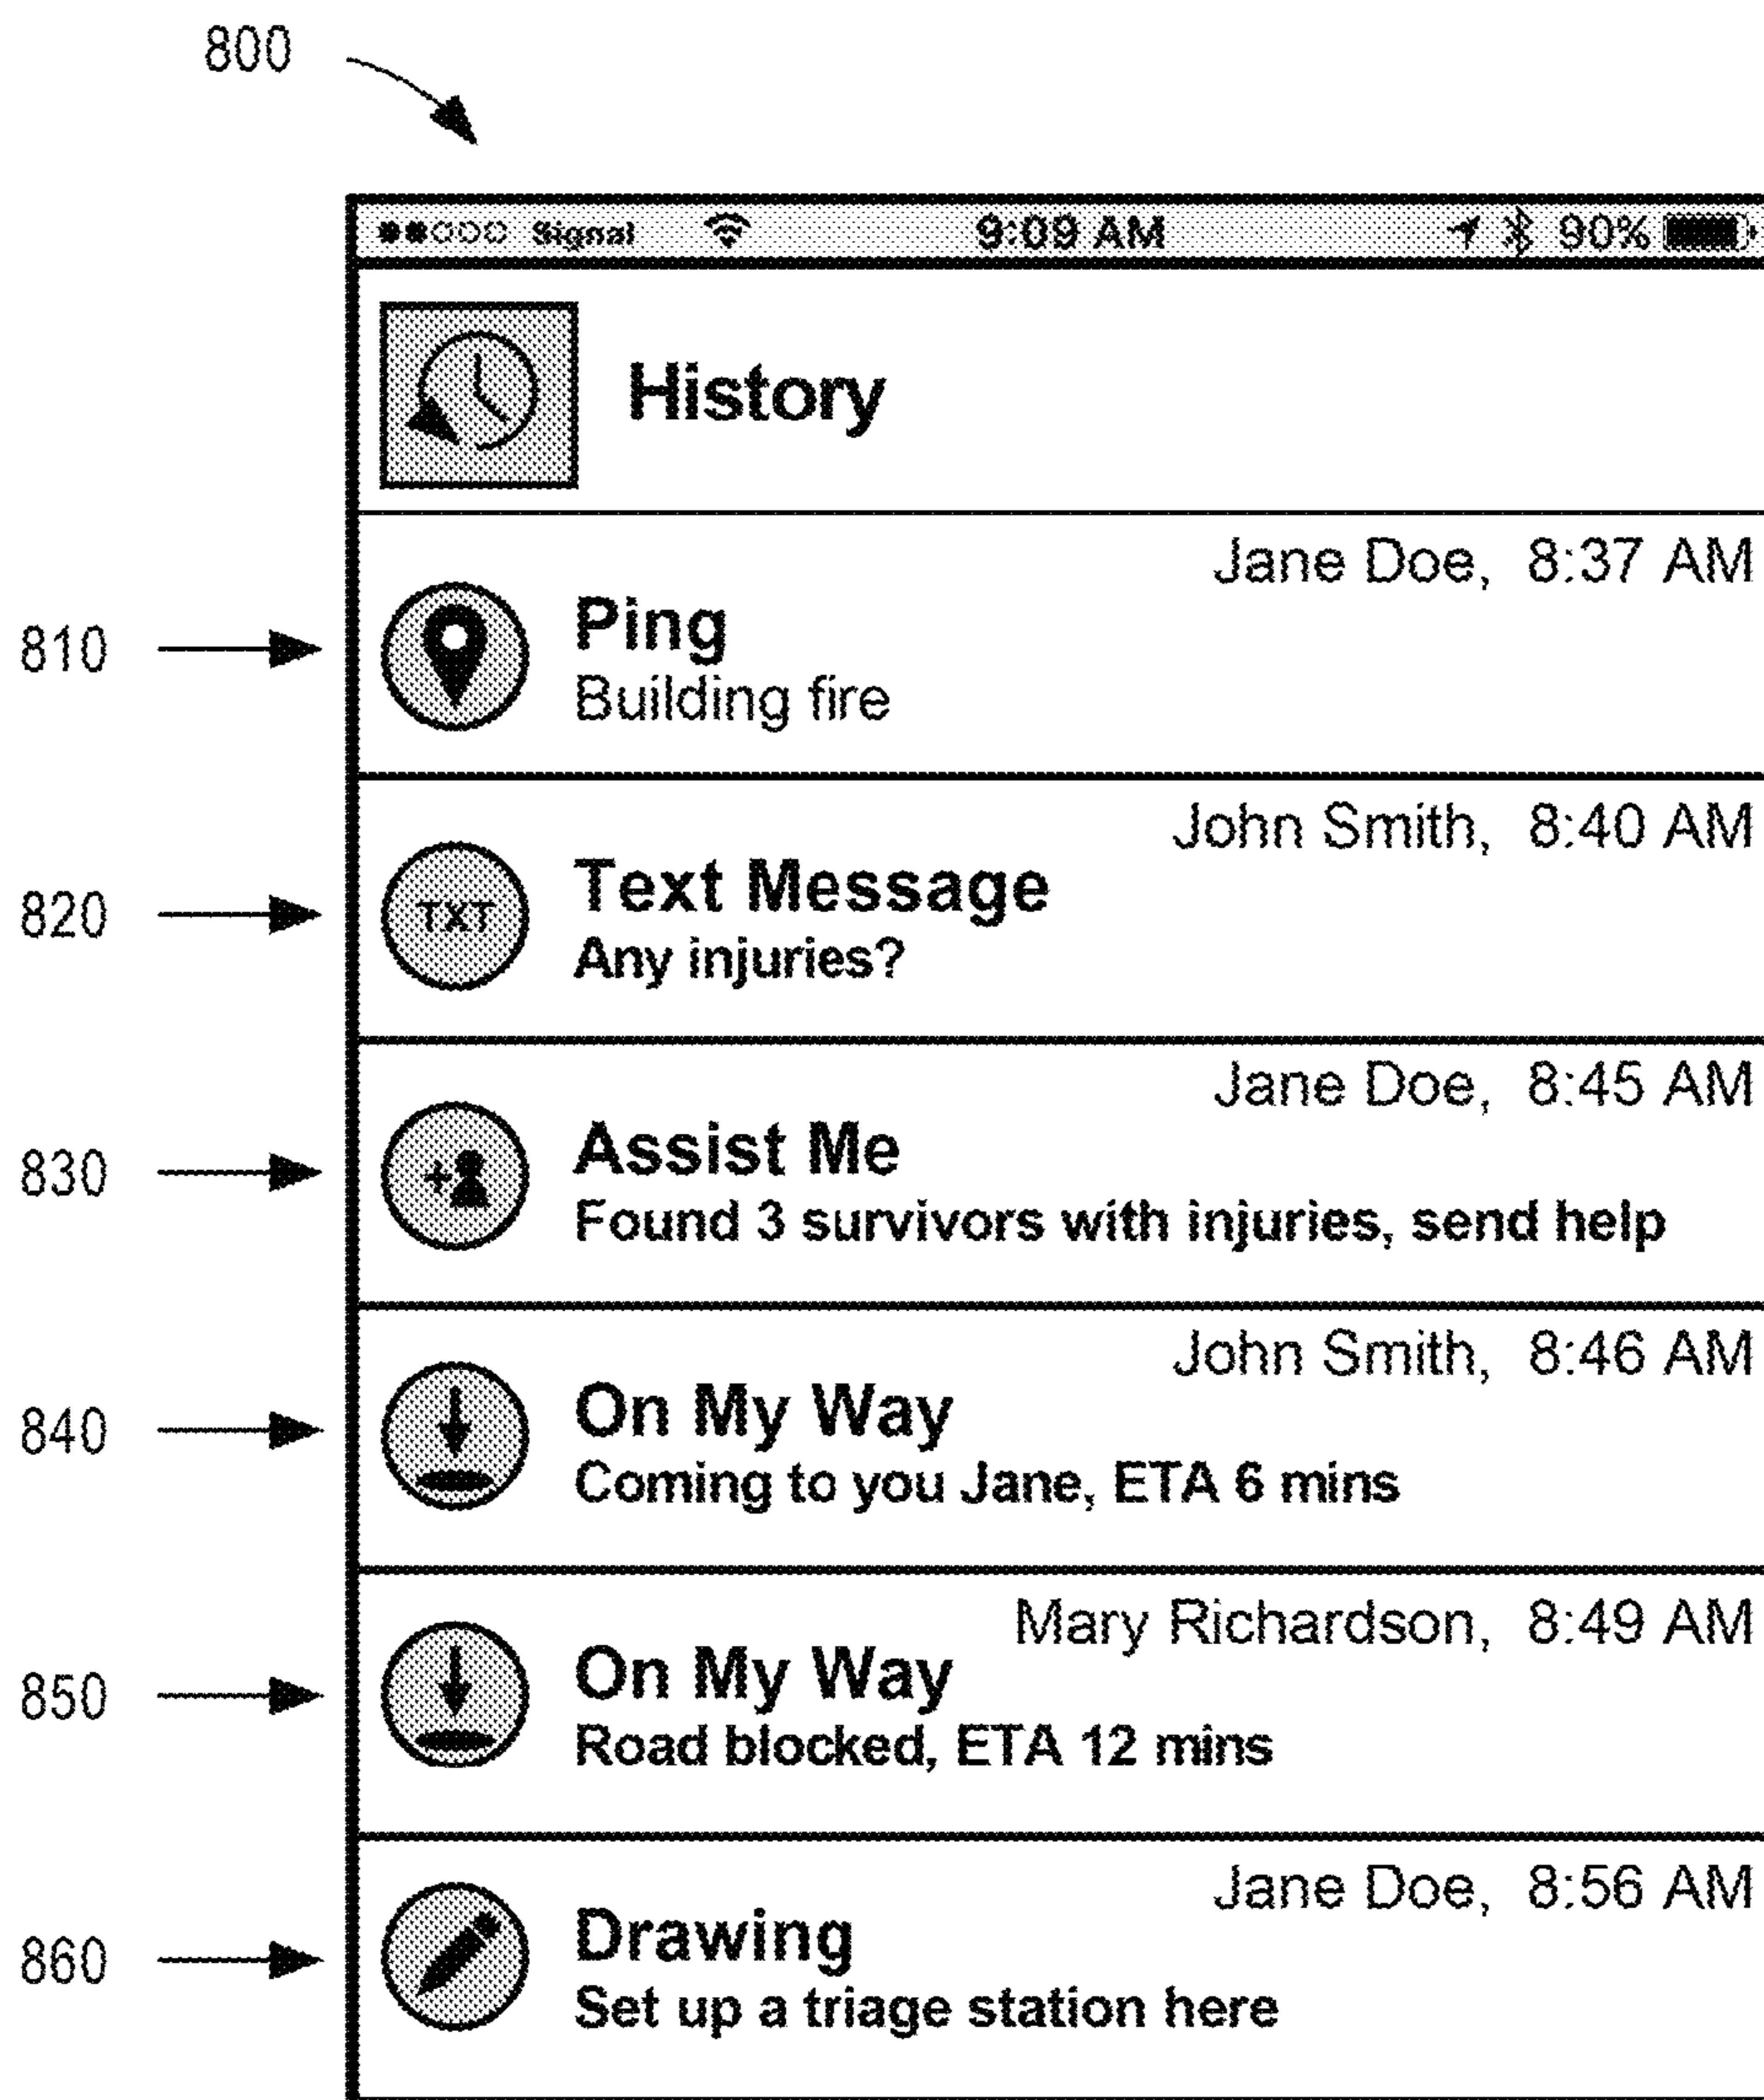 800
Signal 9:09 AM 90%
History
Jane Doe, 8:37 AM
810
Ping
Building fire
John Smith, 8:40 AM
820
TXT
Text Message
Any injuries?
Jane Doe, 8:45 AM
830
Assist Me
Found 3 survivors with injuries, send help
John Smith, 8:46 AM
840
On My Way
Coming to you Jane, ETA 6 mins
Mary Richardson, 8:49 AM
850
On My Way
Road blocked, ETA 12 mins
Jane Doe, 8:56 AM
860
Drawing
Set up a triage station here